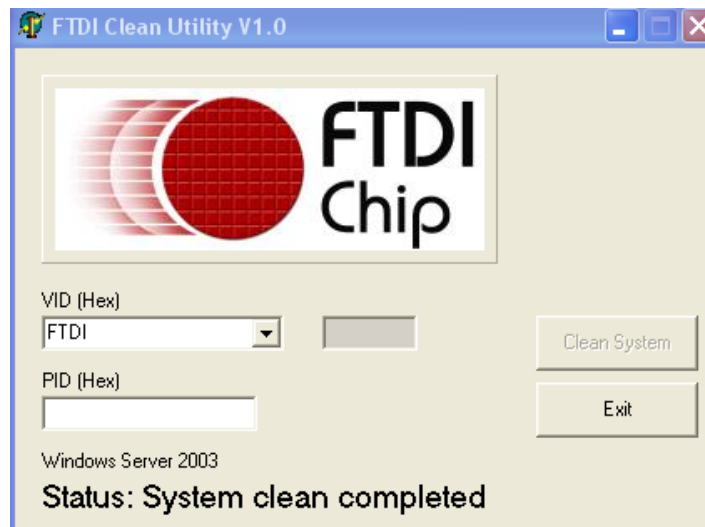 FTDI Clean Utility V1.0
FTDI
Chip
VID (Hex)
FTDI
Clean System
PID (Hex)
Exit
Windows Server 2003
Status: System clean completed